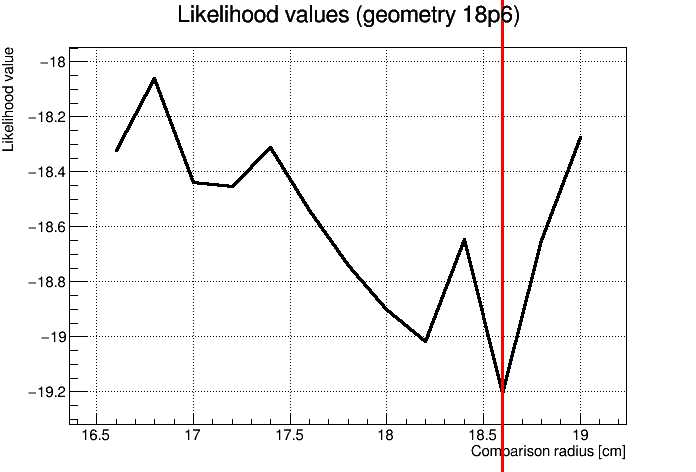 Likelihood values (geometry 18p6)
Likelihood value
−18
−18.2
−18.4
−18.6
−18.8
−19
−19.2
16.5 17 17.5 18 18.5 19
Comparison radius [cm]